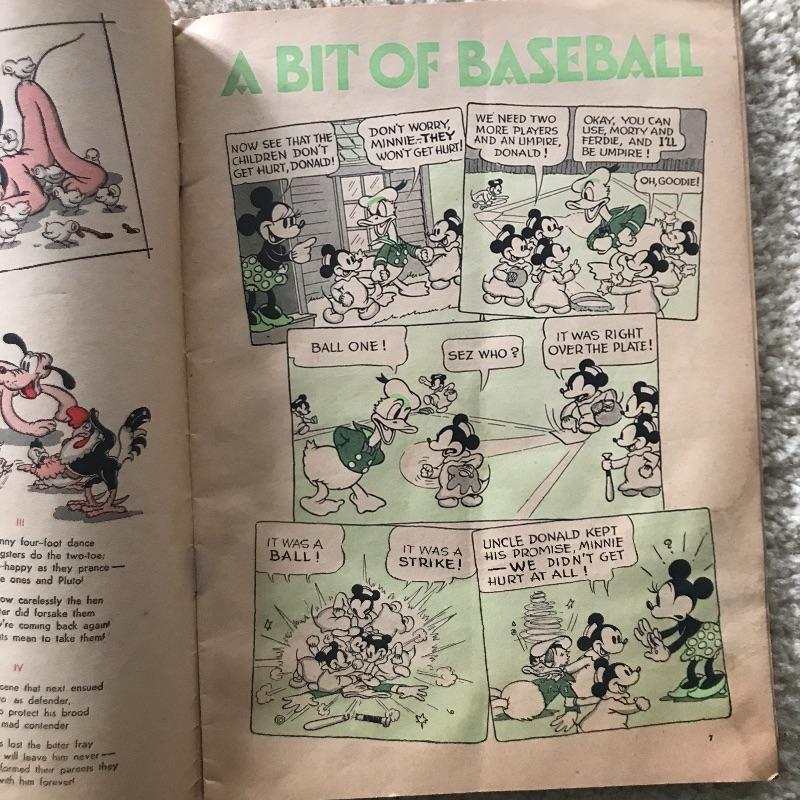 III
nny four-foot dance
gsters do the two-toe;
-happy as they prance—
e ones and Pluto!
ow carelessly the hen
ter did forsake them
y're coming back again
its mean to take them!
IV
cene that next ensued
to as defender,
o protect his brood
mad contender
s lost the bitter fray
will leave him never—
formed their parents they
with him forever!
A BIT OF BASEBALL
NOW SEE THAT THE
CHILDREN DON'T
GET HURT, DONALD!
DON'T WORRY,
MINNIE-THEY
WON'T GET HURT!
WE NEED TWO
MORE PLAYERS
AND AN UMPIRE,
DONALD!
OKAY, YOU CAN
USE, MORTY AND
FERDIE, AND I'LL
BE UMPIRE!
OH, GOODIE!
BALL ONE!
SEZ WHO?
IT WAS RIGHT
OVER THE PLATE!
IT WAS A
BALL!
IT WAS A
STRIKE!
UNCLE DONALD KEPT
HIS PROMISE, MINNIE
—WE DIDN'T GET
HURT AT ALL!
?
7